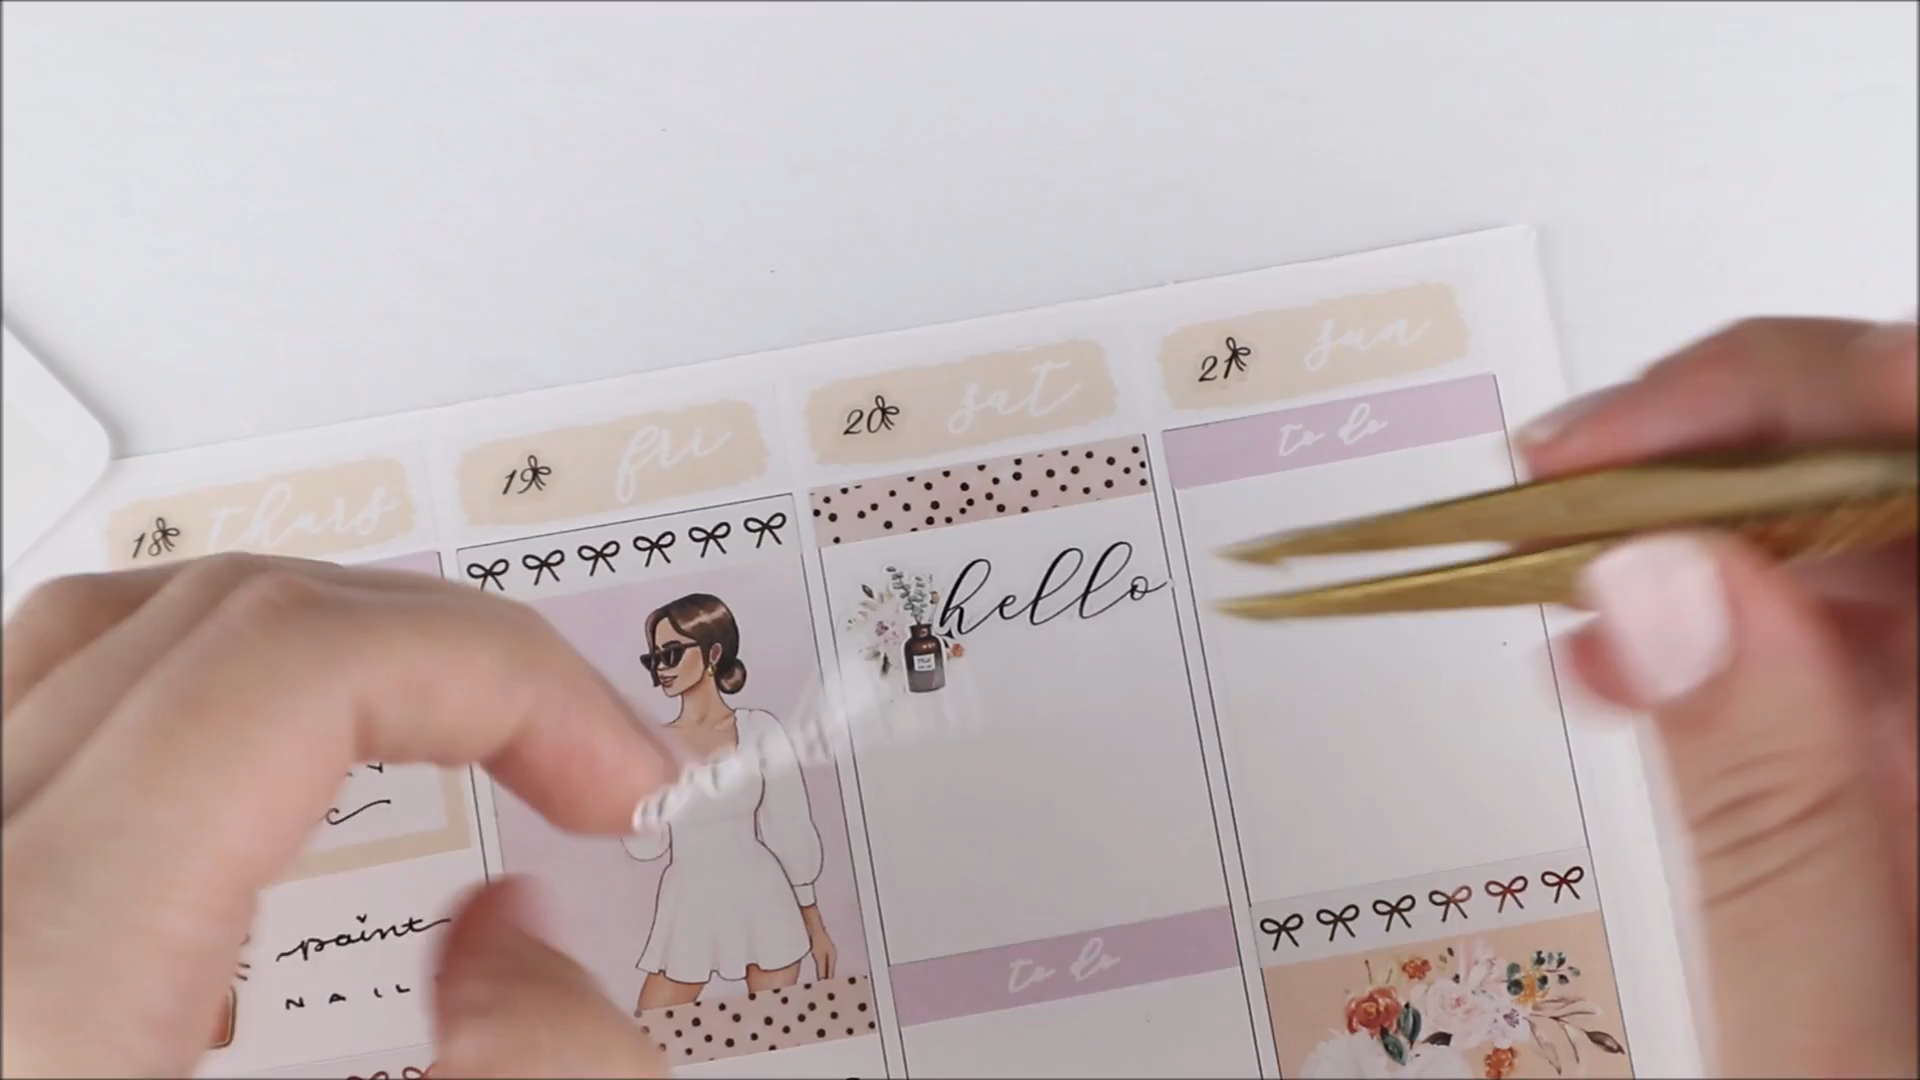 18 thurs
19 fri
20 sat
21 sun
to do
hello
to do
paint
NAIL